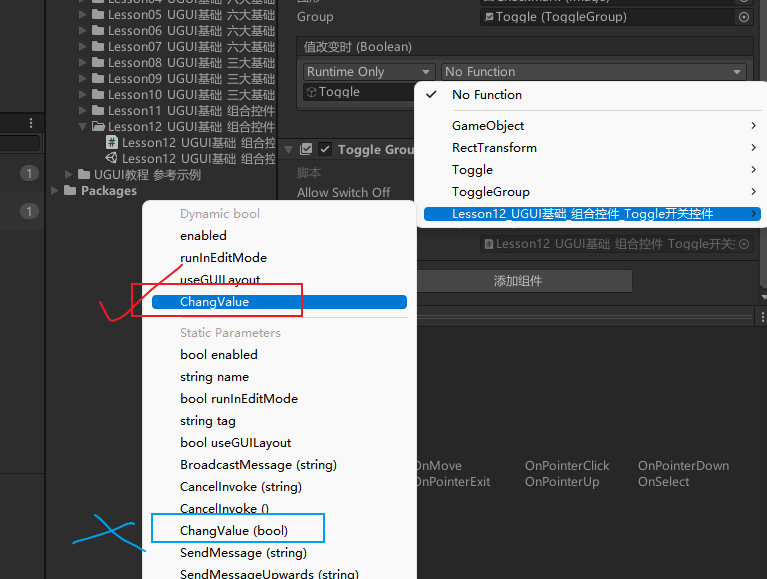 Lesson04 UGUI基础 六大基
Lesson05 UGUI基础 六大基
Lesson06 UGUI基础 六大基
Lesson07 UGUI基础 六大基
Lesson08 UGUI基础 三大基
Lesson09 UGUI基础 三大基
Lesson10 UGUI基础 三大基
Lesson11 UGUI基础 组合控件
Lesson12 UGUI基础 组合控件
Lesson12 UGUI基础 组合控
Lesson12 UGUI基础 组合控
UGUI教程 参考示例
Packages
1
1
图形
Group
Toggle (ToggleGroup)
值改变时 (Boolean)
Runtime Only
No Function
Toggle
No Function
GameObject
RectTransform
Toggle
ToggleGroup
Lesson12_UGUI基础_组合控件_Toggle开关控件
Toggle Grou
脚本
Allow Switch Off
Lesson12 UGUI基础 组合控件 Toggle开关
添加组件
Dynamic bool
enabled
runInEditMode
useGUILayout
ChangValue
Static Parameters
bool enabled
string name
bool runInEditMode
string tag
bool useGUILayout
BroadcastMessage (string)
CancelInvoke (string)
CancelInvoke ()
ChangValue (bool)
SendMessage (string)
SendMessageUpwards (string)
OnMove
OnPointerClick
OnPointerDown
OnPointerExit
OnPointerUp
OnSelect